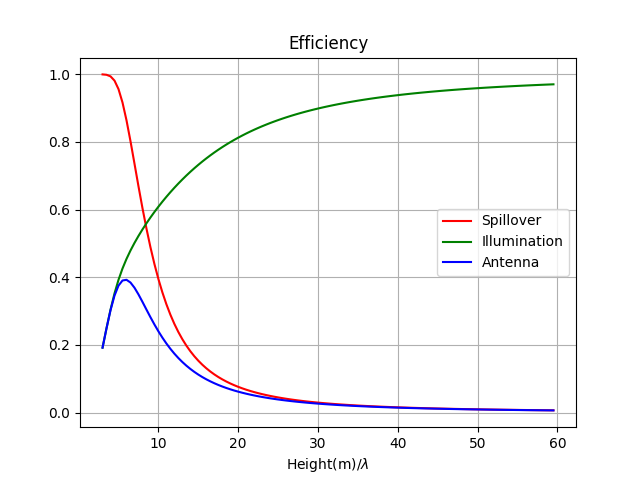 Efficiency
1.0
0.8
0.6
0.4
0.2
0.0
Spillover
Illumination
Antenna
10 20 30 40 50 60
Height(m)/λ